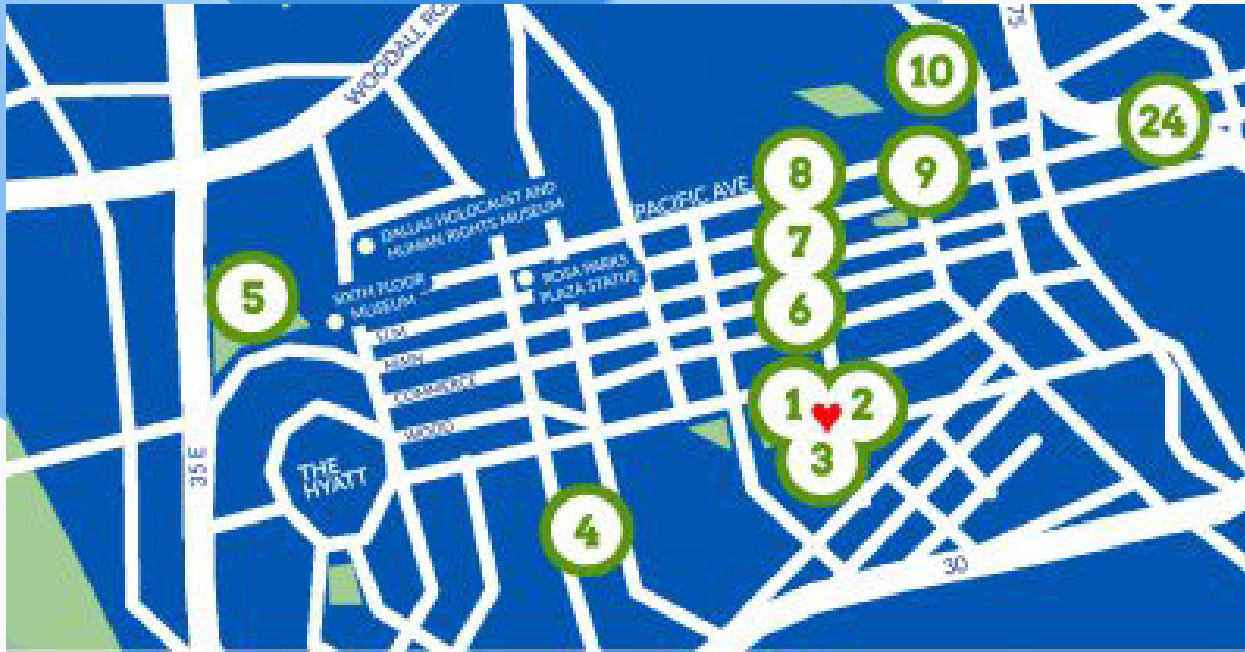 75
WOODALL RO
10
24
8
9
DALLAS HOLOCAUST AND
HUMAN RIGHTS MUSEUM
PACIFIC AVE
7
5
SIXTH FLOOR
MUSEUM
ROSA PARKS
PLAZA STATUE
6
ELM
MAIN
COMMERCE
1
2
WOOD
3
35E
THE
HYATT
4
30